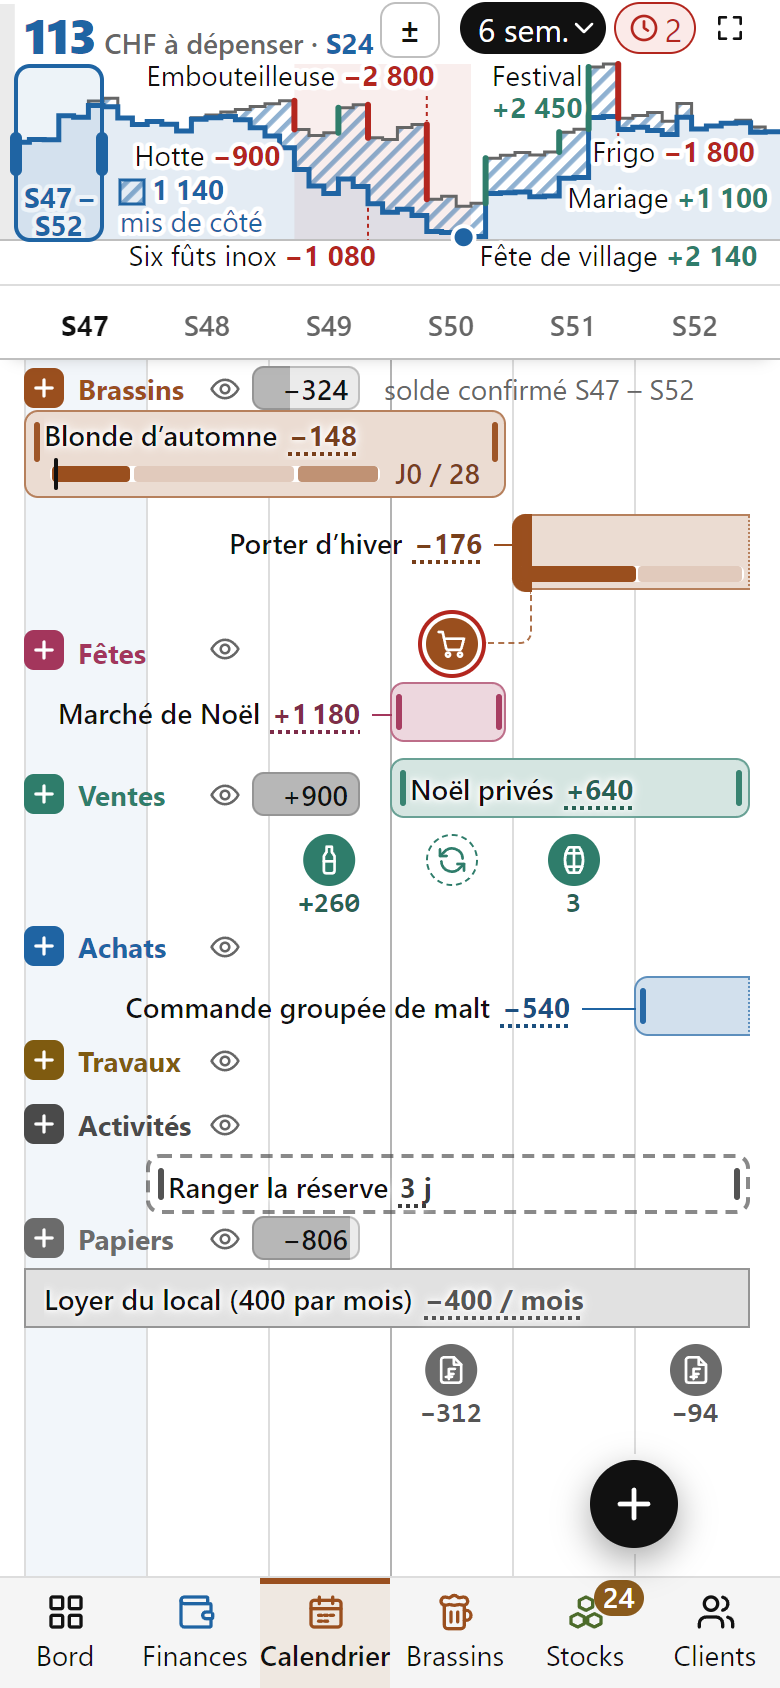 113 CHF à dépenser · S24
±
6 sem.
2
Embouteilleuse −2 800
Festival
+2 450
Hotte −900
Frigo −1 800
1 140
mis de côté
Mariage +1 100
S47 –
S52
Six fûts inox −1 080
Fête de village +2 140
S47 S48 S49 S50 S51 S52
Brassins −324 solde confirmé S47 – S52
Blonde d’automne −148
J0 / 28
Porter d’hiver −176
Fêtes
Marché de Noël +1 180
Ventes +900
Noël privés +640
+260 3
Achats
Commande groupée de malt −540
Travaux
Activités
Ranger la réserve 3 j
Papiers −806
Loyer du local (400 par mois) −400 / mois
−312 −94
Bord Finances Calendrier Brassins Stocks 24 Clients